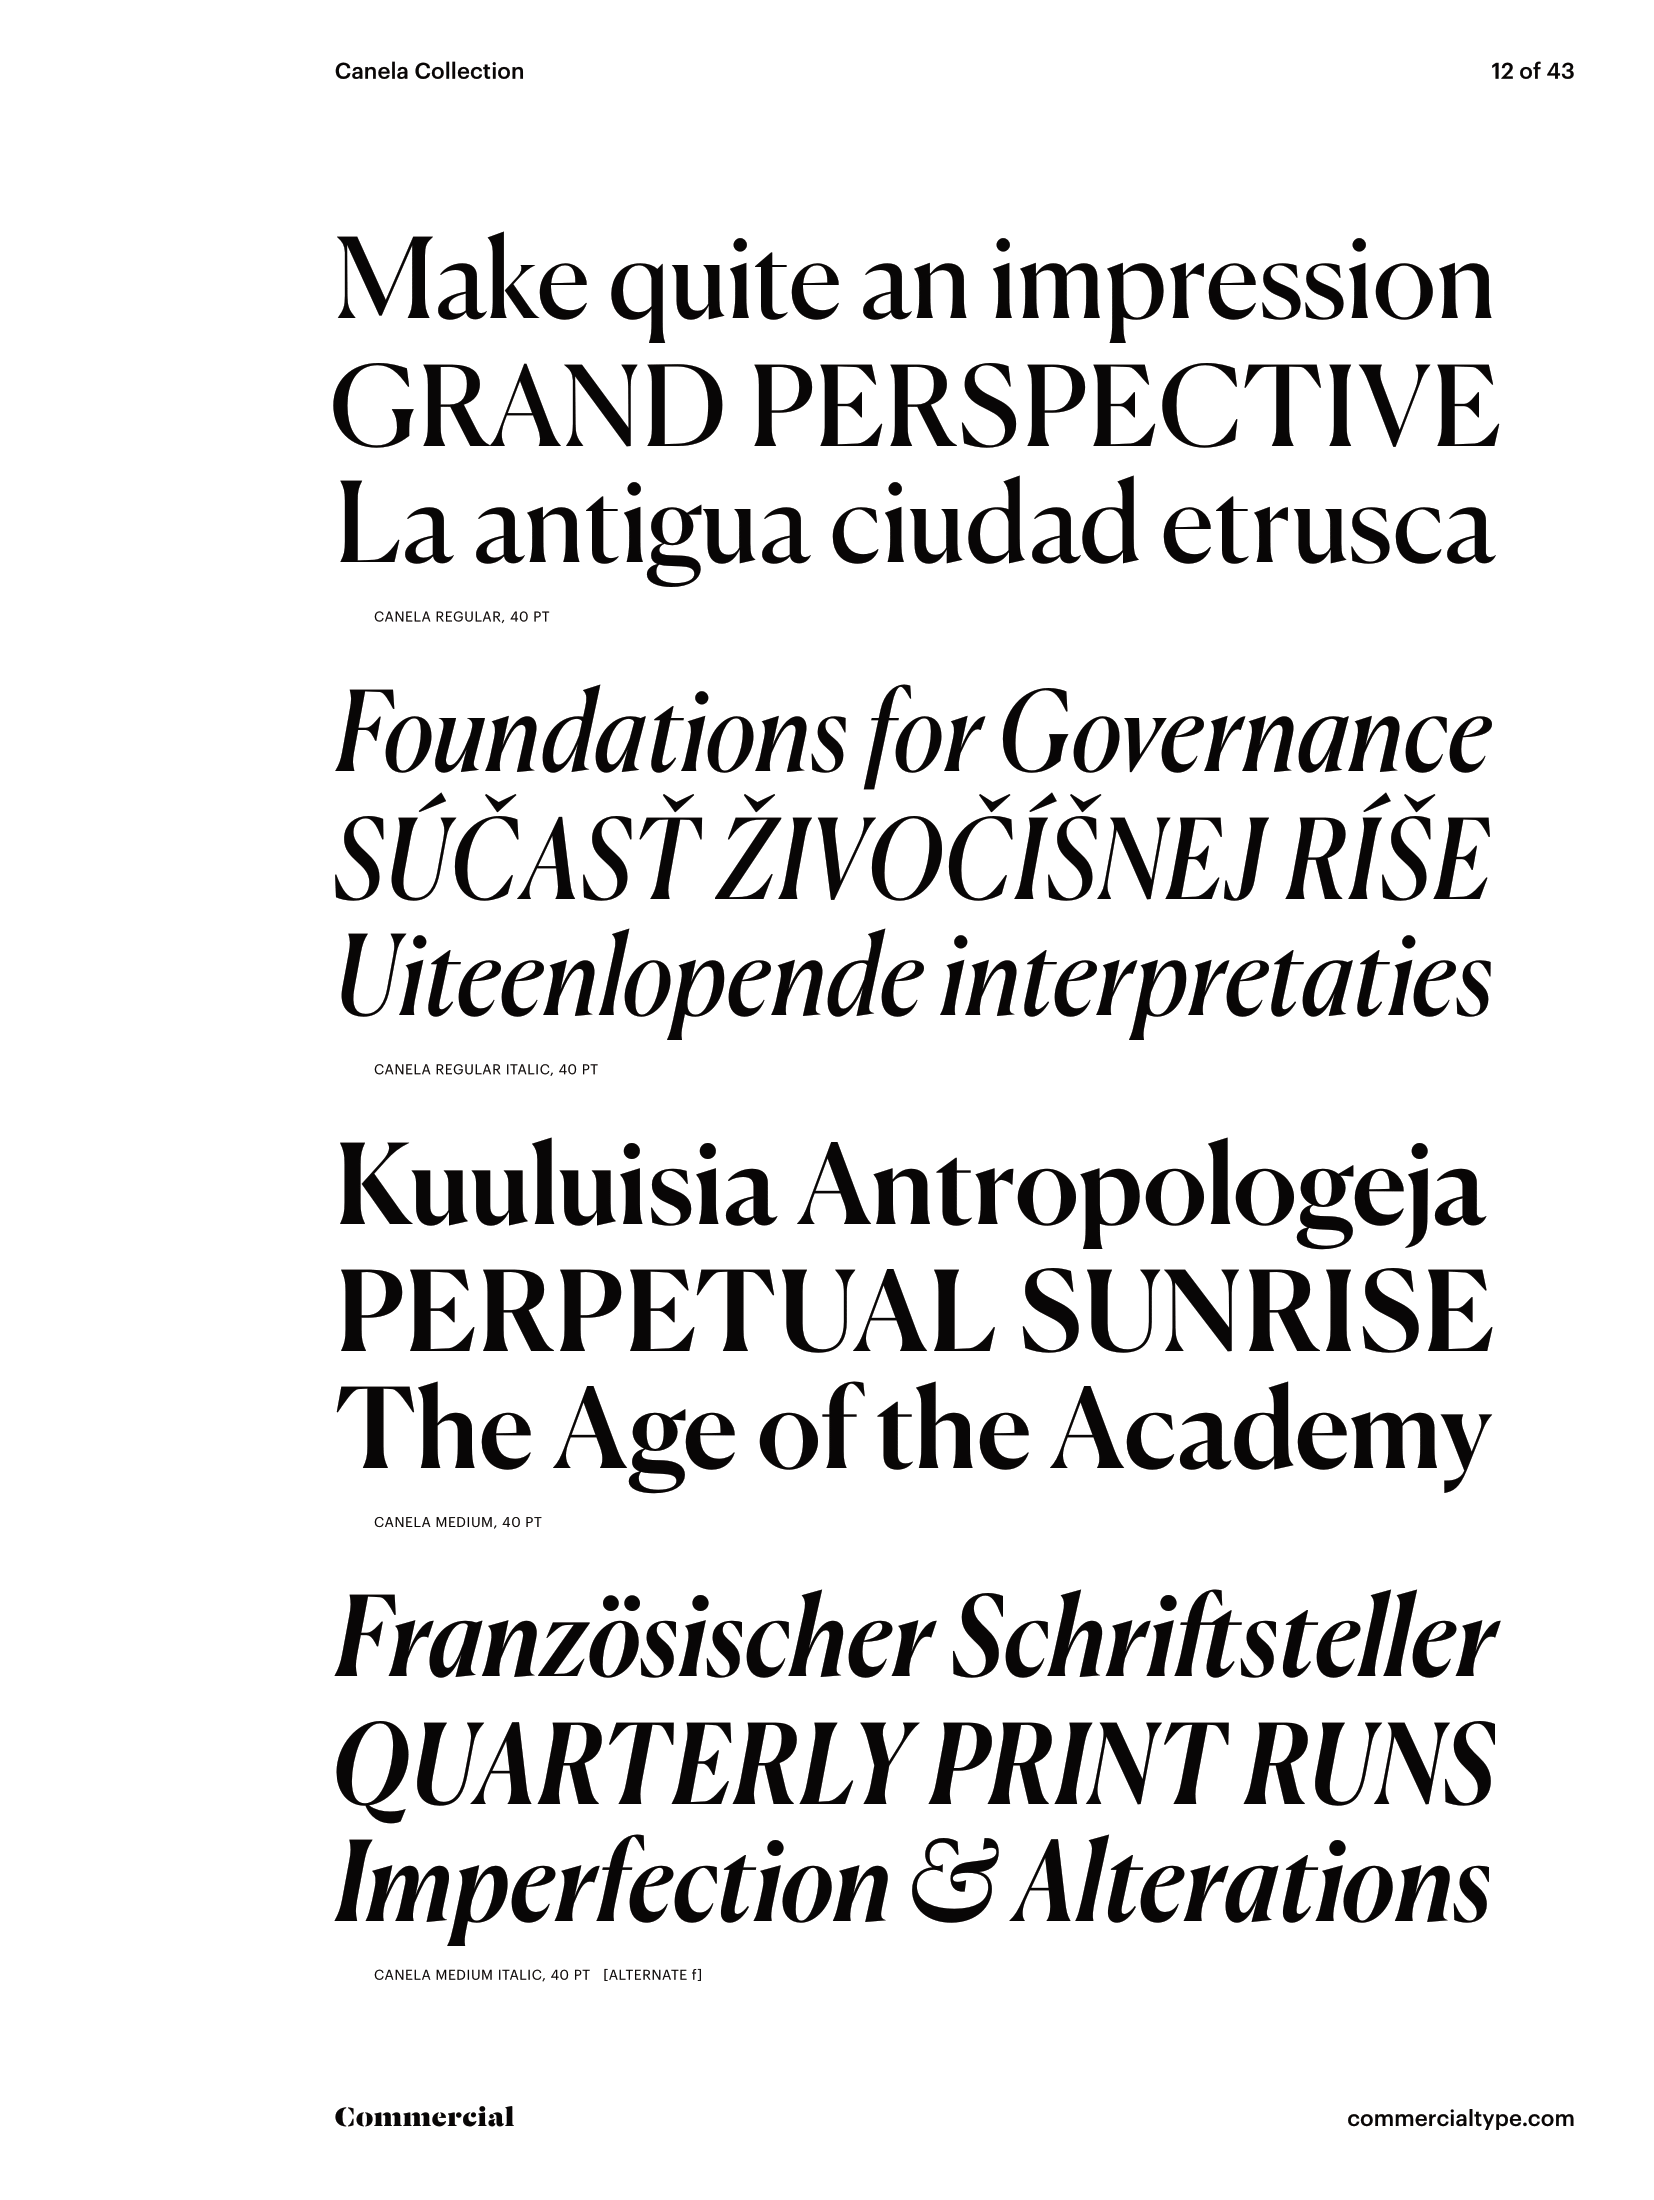 Canela Collection
12 of 43
Make quite an impression
GRAND PERSPECTIVE
La antigua ciudad etrusca
CANELA REGULAR, 40 PT
Foundations for Governance
SÚČASŤ ŽIVOČÍŠNEJ RÍŠE
Uiteenlopende interpretaties
CANELA REGULAR ITALIC, 40 PT
Kuuluisia Antropologeja
PERPETUAL SUNRISE
The Age of the Academy
CANELA MEDIUM, 40 PT
Französischer Schriftsteller
QUARTERLY PRINT RUNS
Imperfection & Alterations
CANELA MEDIUM ITALIC, 40 PT [ALTERNATE f]
Commercial
commercialtype.com